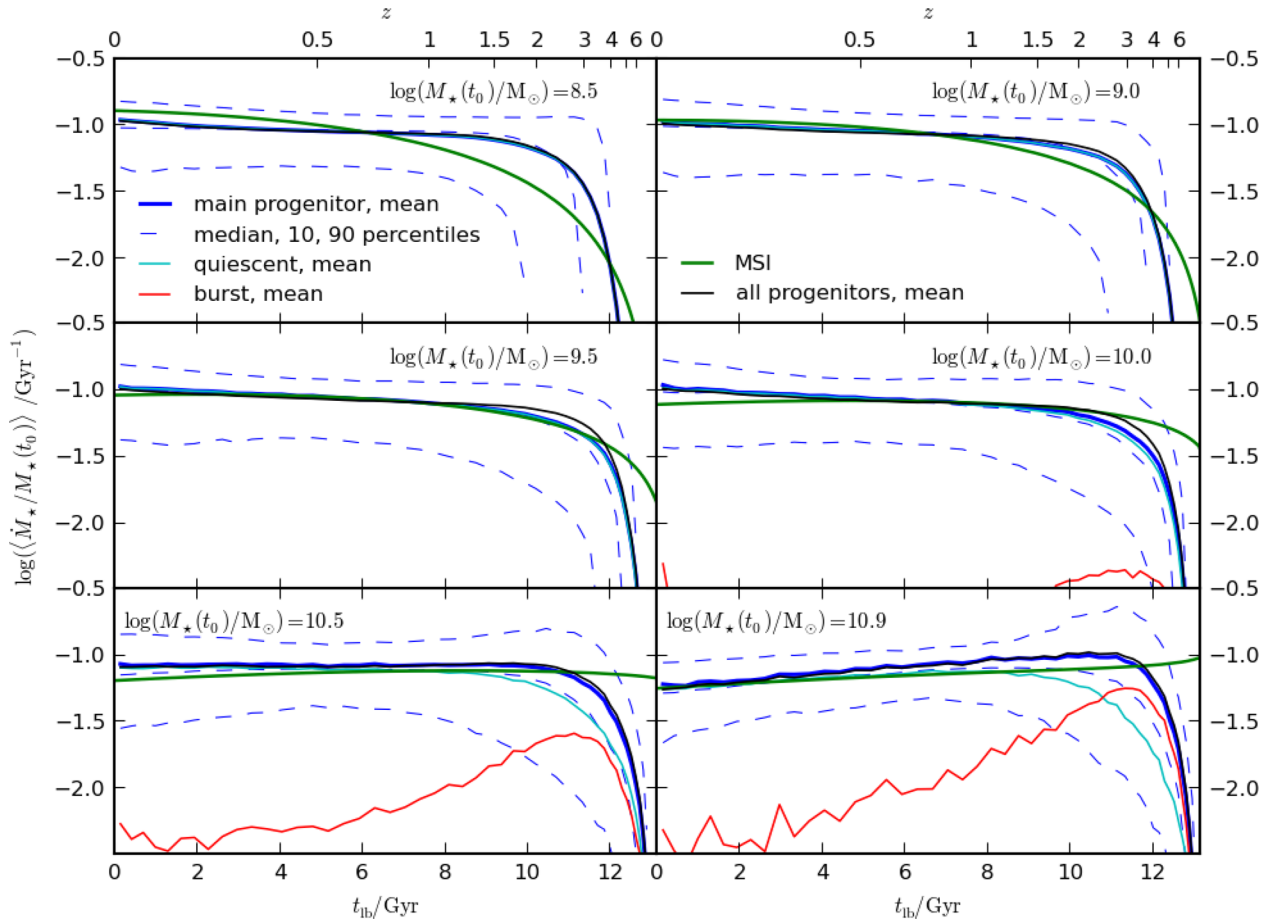 z
0 0.5 1 1.5 2 3 4 6 0 0.5 1 1.5 2 3 4 6
−0.5 log(M⋆(t0)/M⊙)=8.5 log(M⋆(t0)/M⊙)=9.0 −0.5
−1.0 −1.0
−1.5 −1.5
main progenitor, mean
median, 10, 90 percentiles
−2.0 quiescent, mean MSI −2.0
burst, mean all progenitors, mean
−0.5 log(M⋆(t0)/M⊙)=9.5 log(M⋆(t0)/M⊙)=10.0 −0.5
−1.0 −1.0
−1.5 −1.5
−2.0 −2.0
log(⟨Ṁ⋆/M⋆(t0)⟩/Gyr⁻¹)
−0.5 log(M⋆(t0)/M⊙)=10.5 log(M⋆(t0)/M⊙)=10.9 −0.5
−1.0 −1.0
−1.5 −1.5
−2.0 −2.0
0 2 4 6 8 10 12 0 2 4 6 8 10 12
tlb/Gyr tlb/Gyr
z